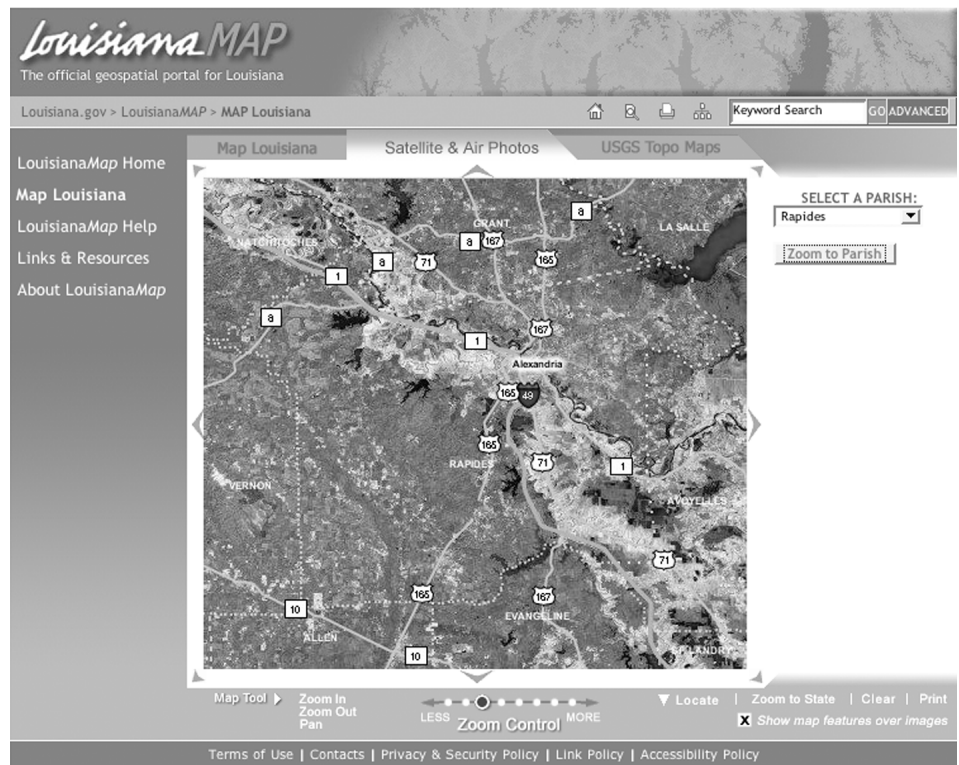 Louisiana MAP
The official geospatial portal for Louisiana
Louisiana.gov > LouisianaMAP > MAP Louisiana
Keyword Search GO ADVANCED
LouisianaMap Home
Map Louisiana
LouisianaMap Help
Links & Resources
About LouisianaMap
Map Louisiana Satellite & Air Photos USGS Topo Maps
SELECT A PARISH:
Rapides
Zoom to Parish
8
GRANT
LA SALLE
NATCHITOCHES
8 167
8 71 165
1
8
167
1
Alexandria
165 49
165
RAPIDES 71 1
VERNON
AVOYELLES
71
165 167
10
EVANGELINE
ALLEN
10
ST LANDRY
Map Tool Zoom In
Zoom Out
Pan
LESS Zoom Control MORE
Locate | Zoom to State | Clear | Print
X Show map features over images
Terms of Use | Contacts | Privacy & Security Policy | Link Policy | Accessibility Policy